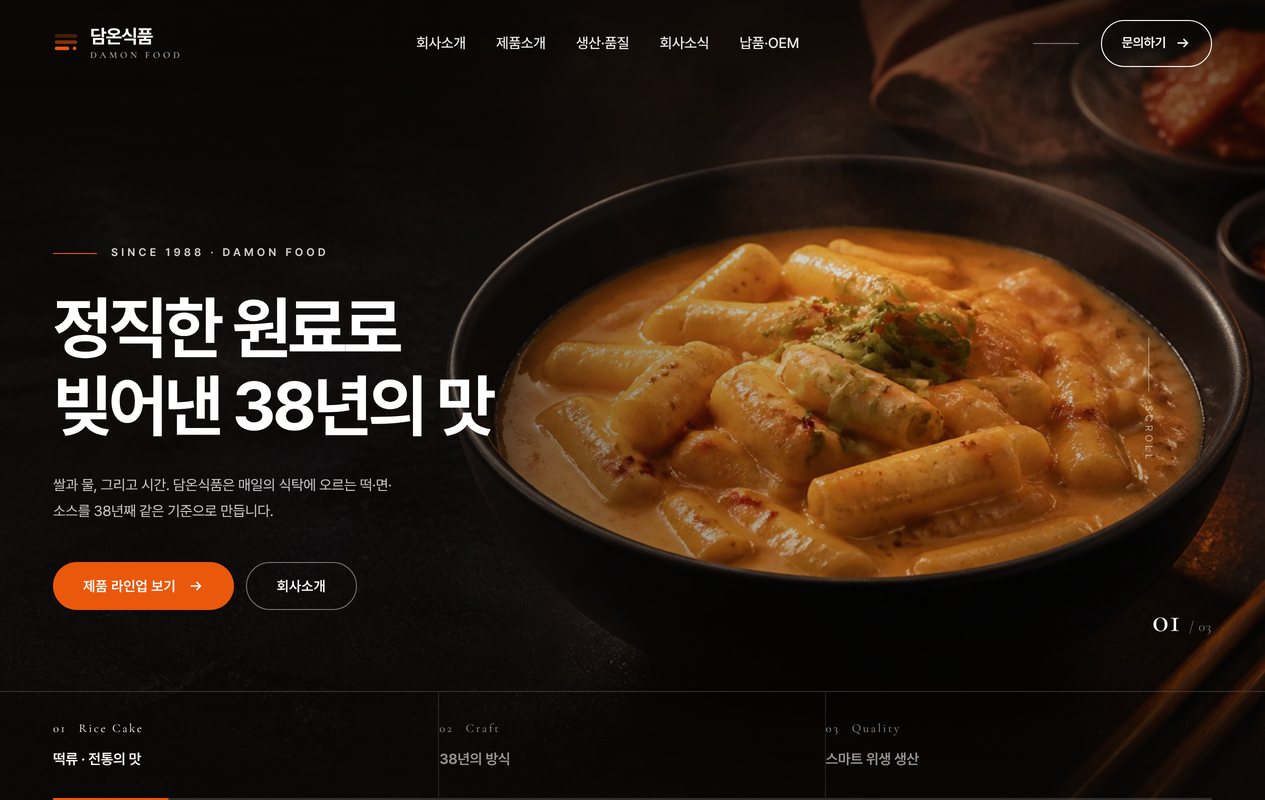 담온식품
DAMON FOOD
회사소개 제품소개 생산·품질 회사소식 납품·OEM
문의하기
SINCE 1988 · DAMON FOOD
정직한 원료로
빚어낸 38년의 맛
쌀과 물, 그리고 시간. 담온식품은 매일의 식탁에 오르는 떡·면·
소스를 38년째 같은 기준으로 만듭니다.
제품 라인업 보기
회사소개
SCROLL
01 / 03
01 Rice Cake
떡류 · 전통의 맛
02 Craft
38년의 방식
03 Quality
스마트 위생 생산